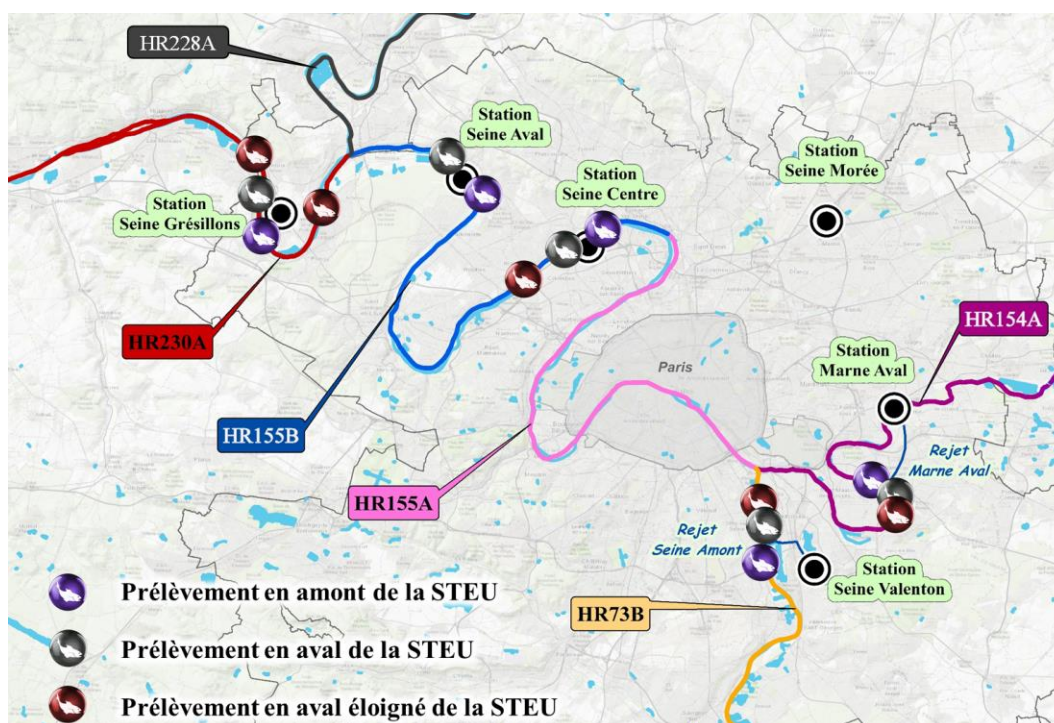 HR228A
Station
Seine Aval
Station
Seine Centre
Station
Seine Morée
Station
Seine Grésillons
HR154A
HR230A
Station
Marne Aval
Paris
HR155B
Rejet
Marne Aval
HR155A
Rejet
Seine Amont
Station
Seine Valenton
HR73B
Prélèvement en amont de la STEU
Prélèvement en aval de la STEU
Prélèvement en aval éloigné de la STEU